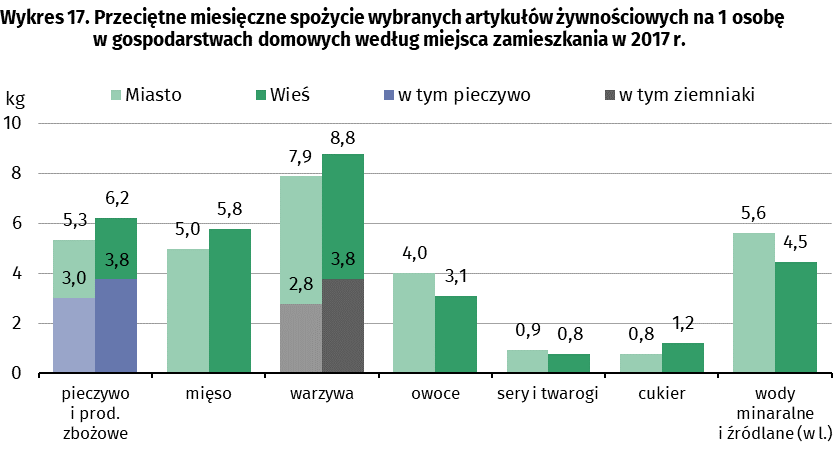 Wykres 17. Przeciętne miesięczne spożycie wybranych artykułów żywnościowych na 1 osobę
w gospodarstwach domowych według miejsca zamieszkania w 2017 r.
kg
Miasto
Wieś
w tym pieczywo
w tym ziemniaki
10
8
6
4
2
0
5,3
6,2
3,0
3,8
5,0
5,8
7,9
8,8
2,8
3,8
4,0
3,1
0,9
0,8
0,8
1,2
5,6
4,5
pieczywo
i prod.
zbożowe
mięso
warzywa
owoce
sery i twarogi
cukier
wody
minaralne
i źródlane (w l.)